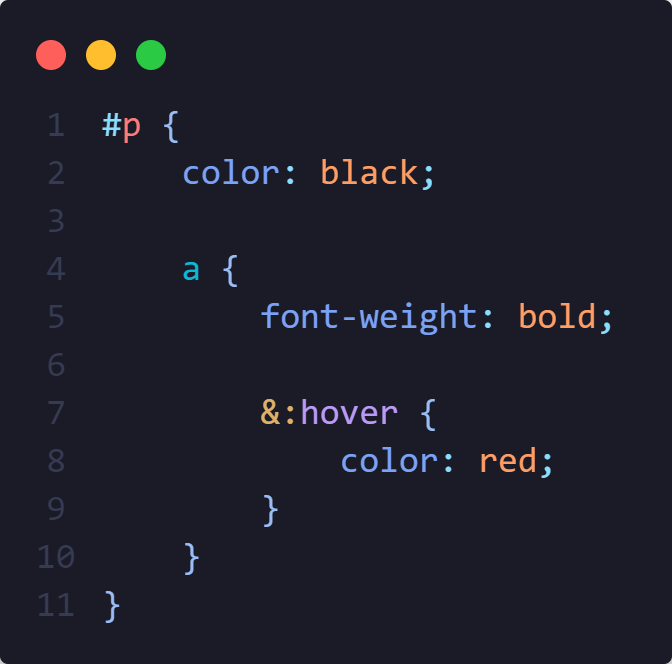 1 #p {
2     color: black;
3
4     a {
5         font-weight: bold;
6
7         &:hover {
8             color: red;
9         }
10     }
11 }